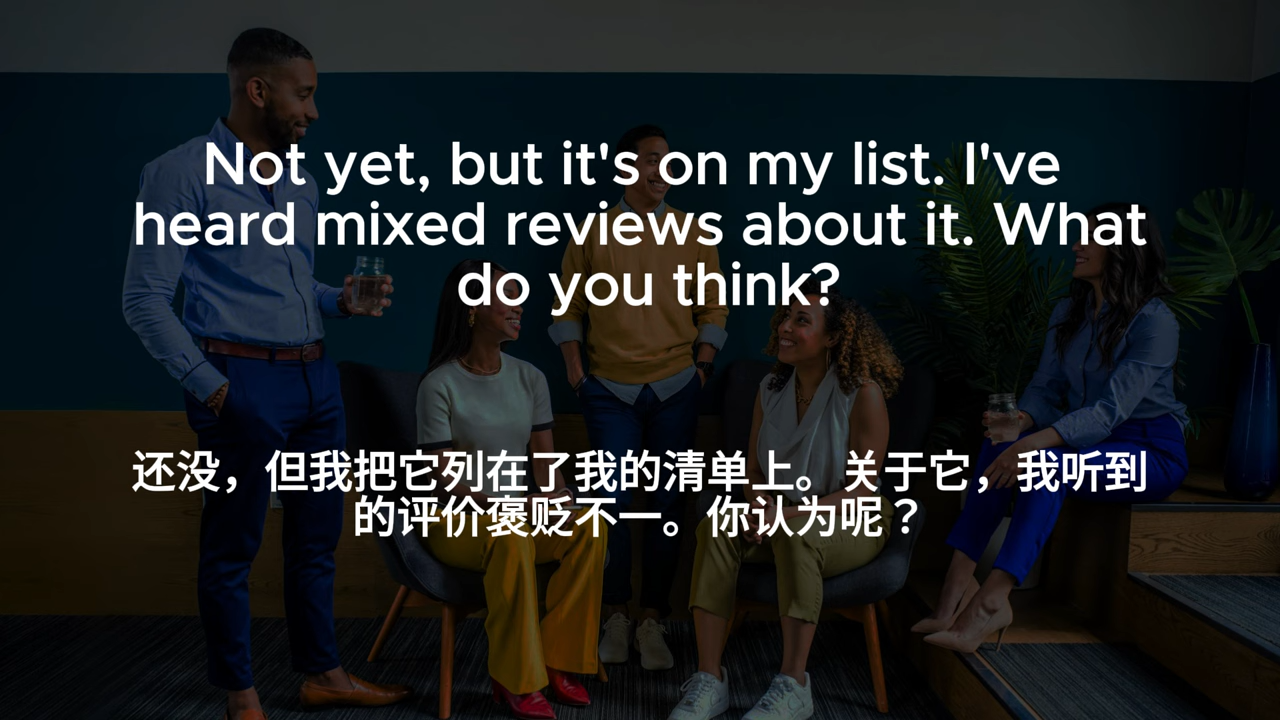 Not yet, but it's on my list. I've
heard mixed reviews about it. What
do you think?
还没，但我把它列在了我的清单上。关于它，我听到
的评价褒贬不一。你认为呢？